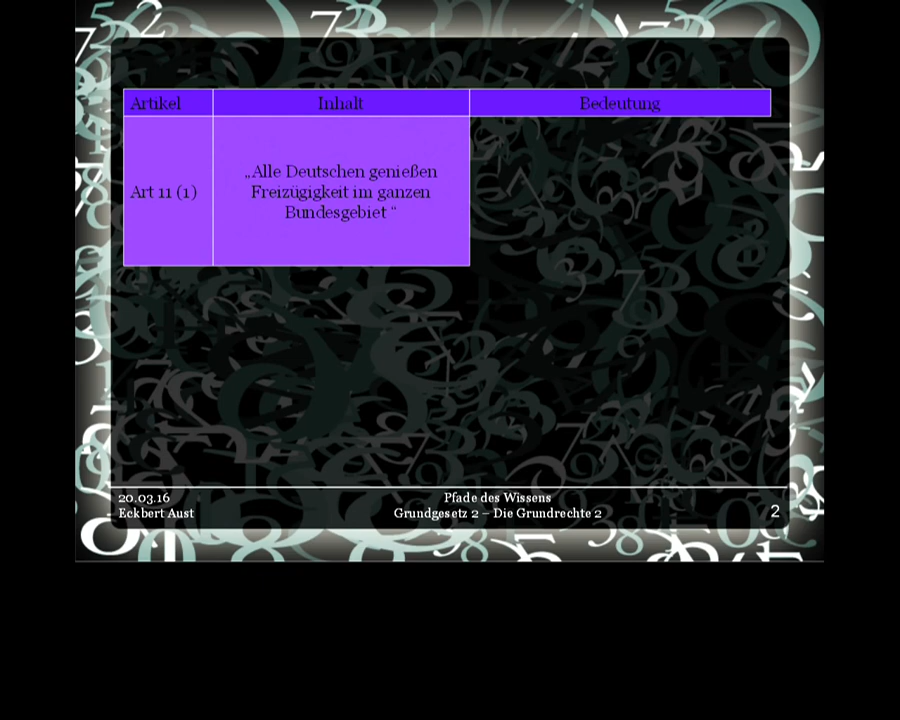 Artikel Inhalt Bedeutung
Art 11 (1)
„Alle Deutschen genießen
Freizügigkeit im ganzen
Bundesgebiet “
20.03.16
Eckbert Aust
Pfade des Wissens
Grundgesetz 2 – Die Grundrechte 2
2